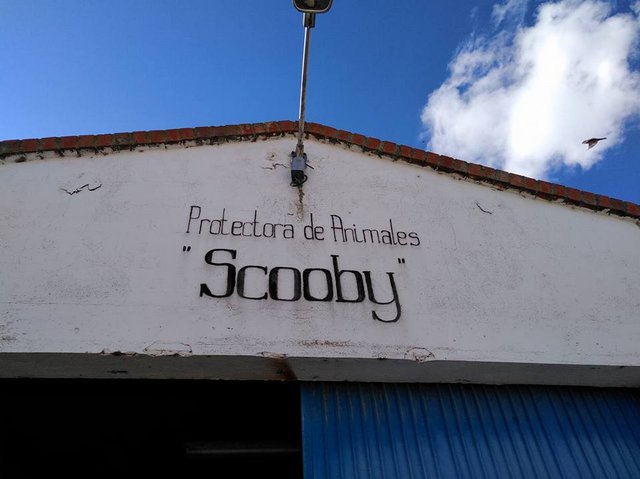 Protectora de Animales
"Scooby"